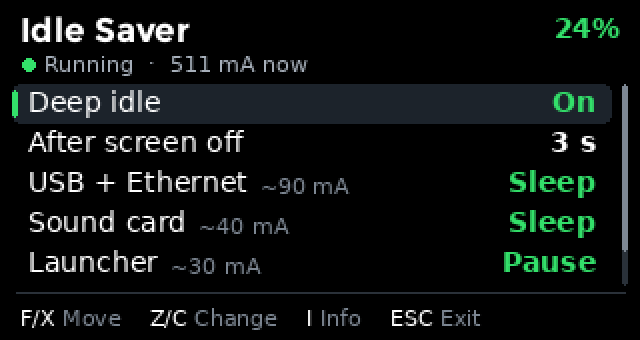 Idle Saver 24%
Running · 511 mA now
Deep idle On
After screen off 3 s
USB + Ethernet ~90 mA Sleep
Sound card ~40 mA Sleep
Launcher ~30 mA Pause
F/X Move Z/C Change I Info ESC Exit